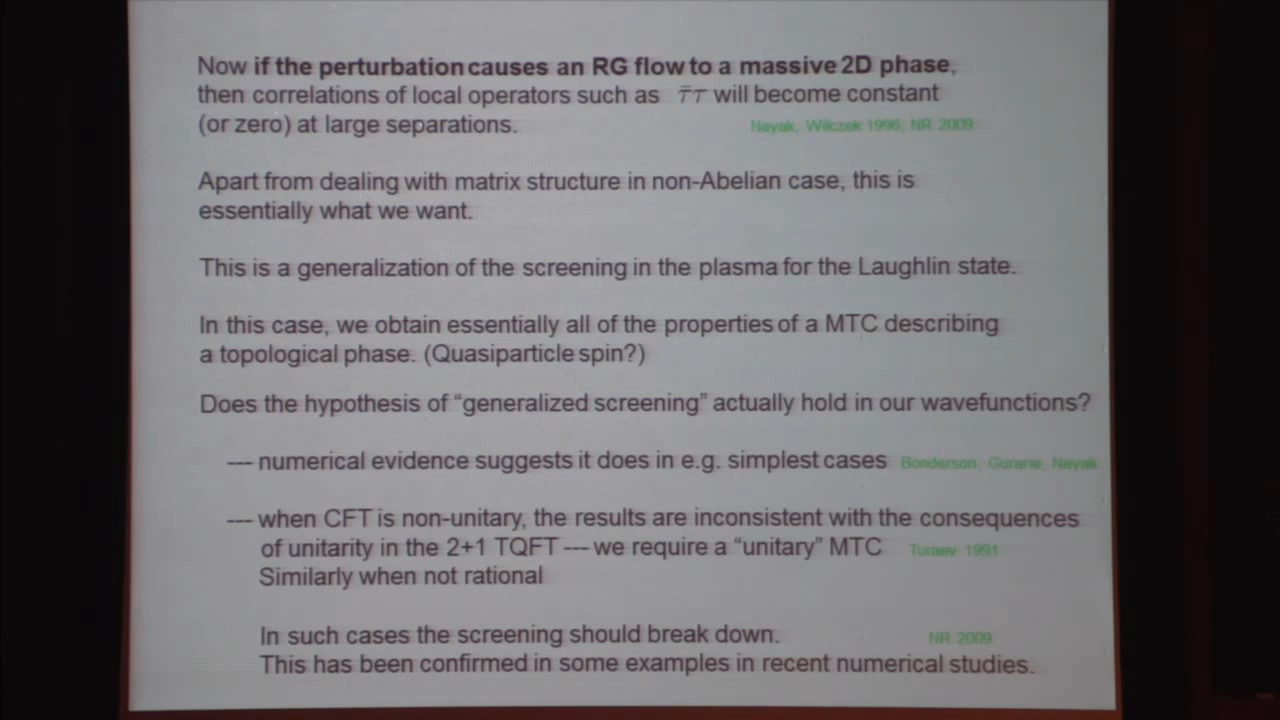 Now if the perturbation causes an RG flow to a massive 2D phase,
then correlations of local operators such as τ̄τ will become constant
(or zero) at large separations. Nayak, Wilczek 1996; NR 2009
Apart from dealing with matrix structure in non-Abelian case, this is
essentially what we want.
This is a generalization of the screening in the plasma for the Laughlin state.
In this case, we obtain essentially all of the properties of a MTC describing
a topological phase. (Quasiparticle spin?)
Does the hypothesis of “generalized screening” actually hold in our wavefunctions?
--- numerical evidence suggests it does in e.g. simplest cases Bonderson, Gurarie, Nayak
--- when CFT is non-unitary, the results are inconsistent with the consequences
of unitarity in the 2+1 TQFT --- we require a “unitary” MTC Turaev 1991
Similarly when not rational
In such cases the screening should break down. NR 2009
This has been confirmed in some examples in recent numerical studies.